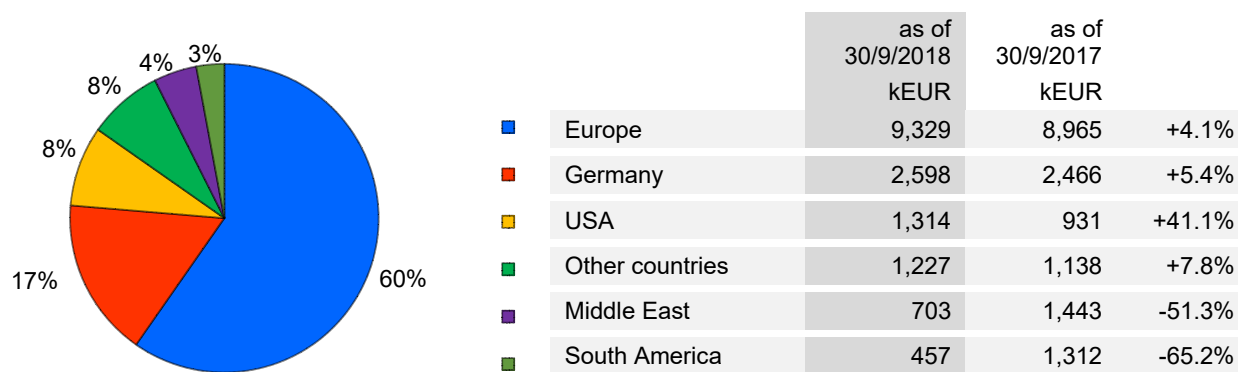 3%
4%
8%
8%
17%
60%
as of 30/9/2018 as of 30/9/2017
kEUR kEUR
Europe 9,329 8,965 +4.1%
Germany 2,598 2,466 +5.4%
USA 1,314 931 +41.1%
Other countries 1,227 1,138 +7.8%
Middle East 703 1,443 -51.3%
South America 457 1,312 -65.2%